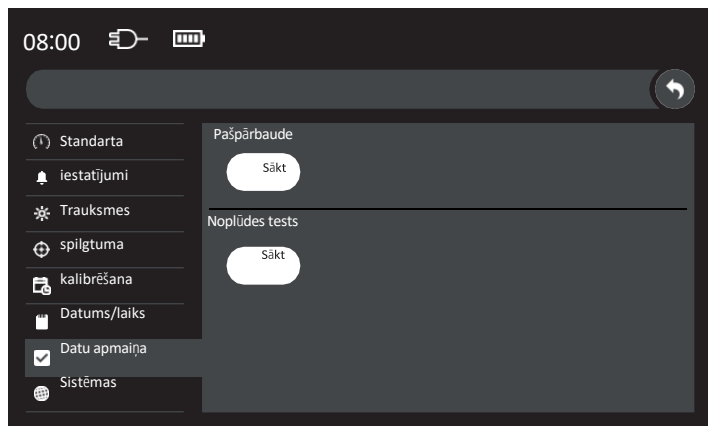 08:00
Standarta
iestatījumi
Trauksmes
spilgtuma
kalibrēšana
Datums/laiks
Datu apmaiņa
Sistēmas
Pašpārbaude
Sākt
Noplūdes tests
Sākt